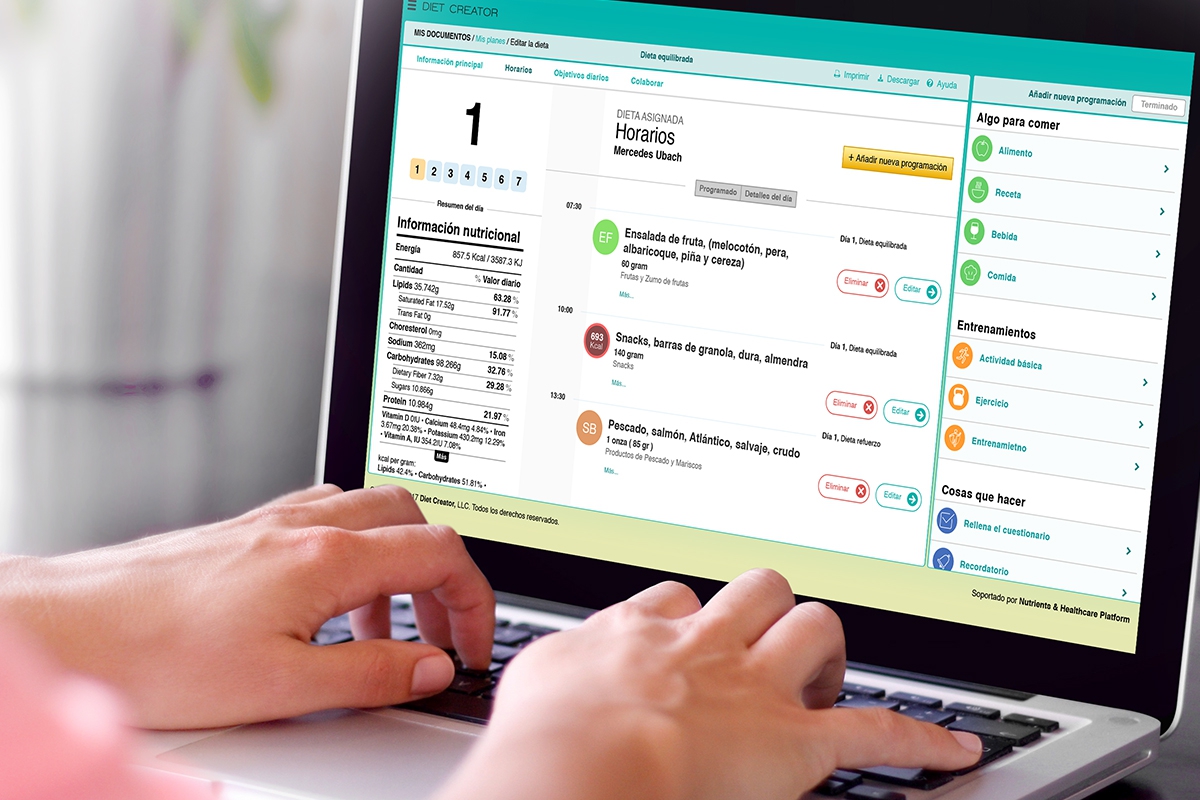 DIET CREATOR
MIS DOCUMENTOS / Mis planes / Editar la dieta
Dieta equilibrada
Imprimir Descargar Ayuda
Información principal Horarios Objetivos diarios Colaborar
1
1 2 3 4 5 6 7
Resumen del día
Información nutricional
Energía 857.5 Kcal / 3587.3 KJ
Cantidad % Valor diario
Lipids 35.742g 63.28 %
Saturated Fat 17.52g 91.77 %
Trans Fat 0g
Choresterol 0mg
Sodium 362mg 15.08 %
Carbohydrates 98.266g 32.76 %
Dietary Fiber 7.32g 29.28 %
Sugars 10.866g
Protein 10.984g 21.97 %
Vitamin D 0IU • Calcium 48.4mg 4.84% • Iron
3.67mg 20.38% • Potassium 430.2mg 12.29%
• Vitamin A, IU 354.2IU 7.08%
Más
kcal per gram:
Lipids 42.4% • Carbohydrates 51.81% •
DIETA ASIGNADA
Horarios
Mercedes Ubach
+ Añadir nueva programación
Programado Detalles del día
07:30
EF
Ensalada de fruta, (melocotón, pera,
albaricoque, piña y cereza)
60 gram
Frutas y Zumo de frutas
Más...
Día 1, Dieta equilibrada
Eliminar Editar
10:00
693
Kcal
Snacks, barras de granola, dura, almendra
140 gram
Snacks
Más...
Día 1, Dieta equilibrada
Eliminar Editar
13:30
SB
Pescado, salmón, Atlántico, salvaje, crudo
1 onza ( 85 gr )
Productos de Pescado y Mariscos
Más...
Día 1, Dieta refuerzo
Eliminar Editar
Añadir nueva programación Terminado
Algo para comer
Alimento
Receta
Bebida
Comida
Entrenamientos
Actividad básica
Ejercicio
Entrenamietno
Cosas que hacer
Rellena el cuestionario
Recordatorio
17 Diet Creator, LLC. Todos los derechos reservados.
Soportado por Nutrients & Healthcare Platform